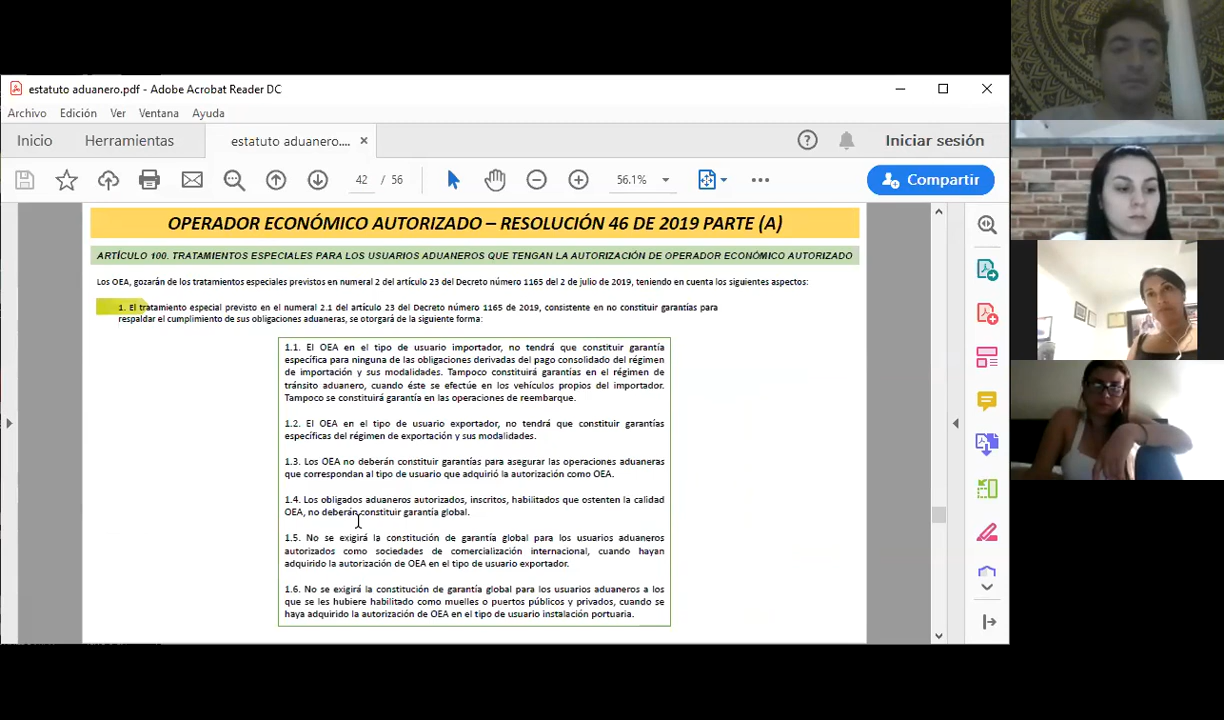 estatuto aduanero.pdf - Adobe Acrobat Reader DC
Archivo Edición Ver Ventana Ayuda
Inicio Herramientas estatuto aduanero.... Iniciar sesión
42 / 56 56.1% Compartir
OPERADOR ECONÓMICO AUTORIZADO – RESOLUCIÓN 46 DE 2019 PARTE (A)
ARTÍCULO 100. TRATAMIENTOS ESPECIALES PARA LOS USUARIOS ADUANEROS QUE TENGAN LA AUTORIZACIÓN DE OPERADOR ECONÓMICO AUTORIZADO
Los OEA, gozarán de los tratamientos especiales previstos en numeral 2 del artículo 23 del Decreto número 1165 del 2 de julio de 2019, teniendo en cuenta los siguientes aspectos:
1. El tratamiento especial previsto en el numeral 2.1 del artículo 23 del Decreto número 1165 de 2019, consistente en no constituir garantías para
respaldar el cumplimiento de sus obligaciones aduaneras, se otorgará de la siguiente forma:
1.1. El OEA en el tipo de usuario importador, no tendrá que constituir garantía
específica para ninguna de las obligaciones derivadas del pago consolidado del régimen
de importación y sus modalidades. Tampoco constituirá garantías en el régimen de
tránsito aduanero, cuando éste se efectúe en los vehículos propios del importador.
Tampoco se constituirá garantía en las operaciones de reembarque.
1.2. El OEA en el tipo de usuario exportador, no tendrá que constituir garantías
específicas del régimen de exportación y sus modalidades.
1.3. Los OEA no deberán constituir garantías para asegurar las operaciones aduaneras
que correspondan al tipo de usuario que adquirió la autorización como OEA.
1.4. Los obligados aduaneros autorizados, inscritos, habilitados que ostenten la calidad
OEA, no deberán constituir garantía global.
1.5. No se exigirá la constitución de garantía global para los usuarios aduaneros
autorizados como sociedades de comercialización internacional, cuando hayan
adquirido la autorización de OEA en el tipo de usuario exportador.
1.6. No se exigirá la constitución de garantía global para los usuarios aduaneros a los
que se les hubiere habilitado como muelles o puertos públicos y privados, cuando se
haya adquirido la autorización de OEA en el tipo de usuario instalación portuaria.